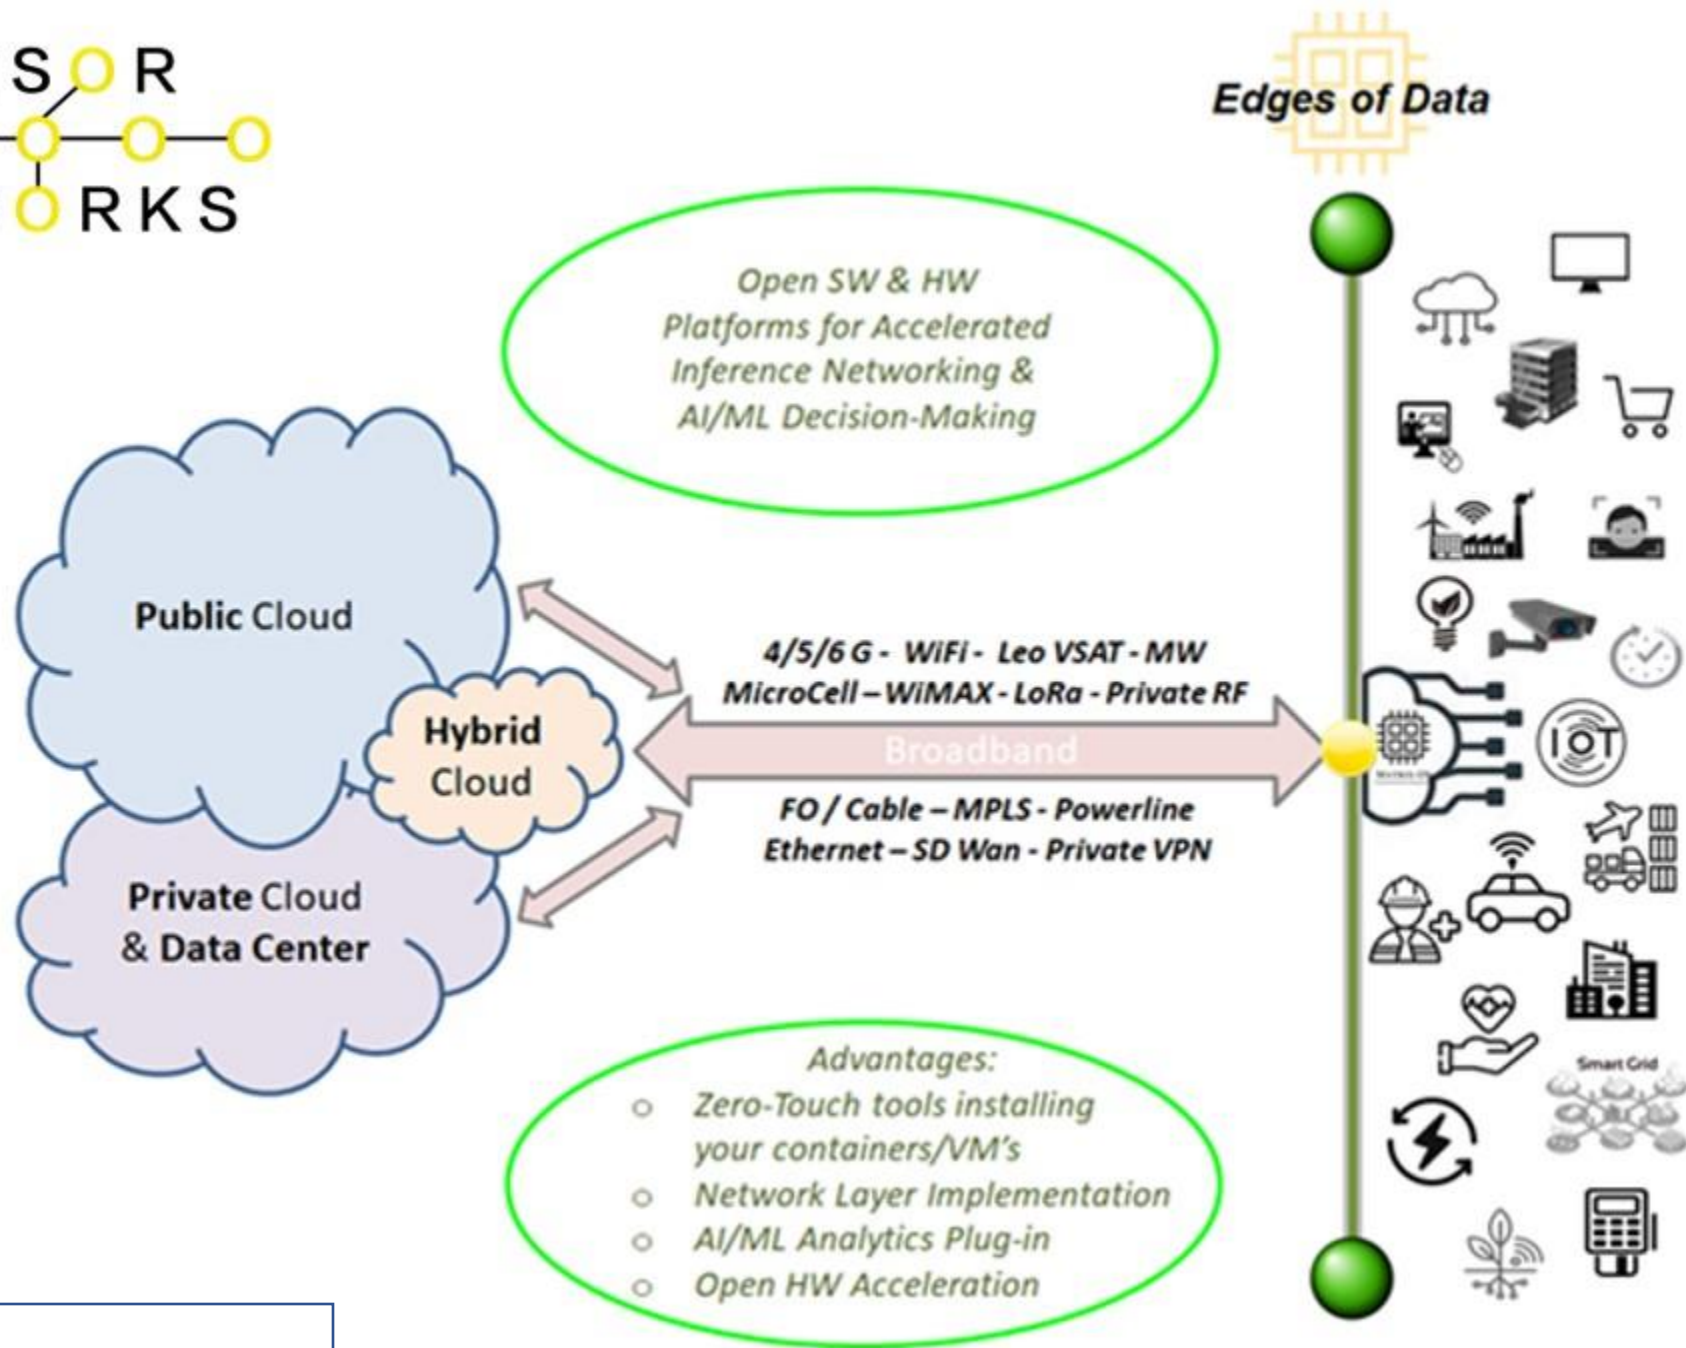 S O R
O R K S
Edges of Data
Open SW & HW
Platforms for Accelerated
Inference Networking &
AI/ML Decision-Making
Public Cloud
Hybrid
Cloud
Private Cloud
& Data Center
4/5/6 G - WiFi - Leo VSAT - MW
MicroCell – WiMAX - LoRa - Private RF
Broadband
FO / Cable – MPLS - Powerline
Ethernet – SD Wan - Private VPN
IOT
Smart Grid
Advantages:
o Zero-Touch tools installing
your containers/VM's
o Network Layer Implementation
o AI/ML Analytics Plug-in
o Open HW Acceleration